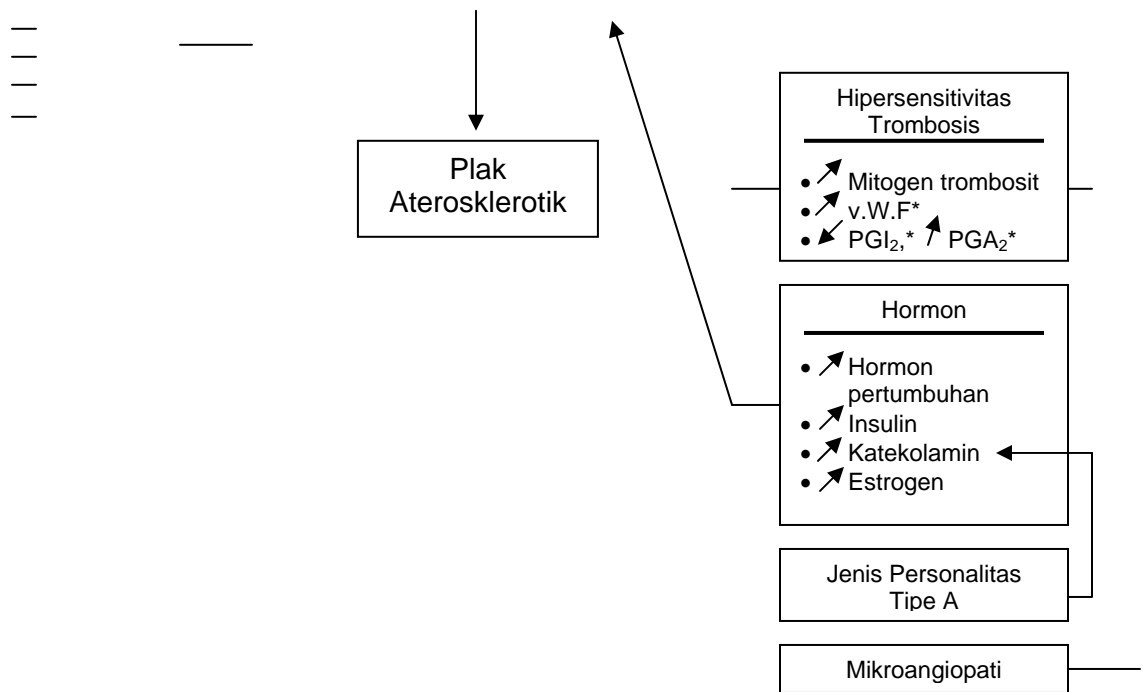 Plak
Aterosklerotik
Hipersensitivitas
Trombosis
• Mitogen trombosit
• v.W.F*
• PGI₂,* PGA₂*
Hormon
• Hormon
pertumbuhan
• Insulin
• Katekolamin
• Estrogen
Jenis Personalitas
Tipe A
Mikroangiopati